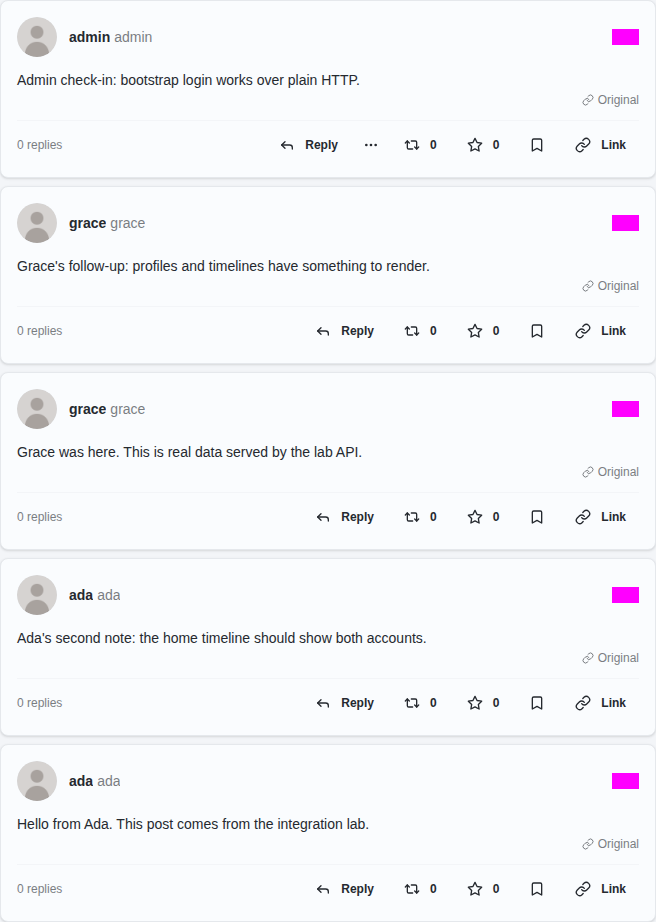 admin admin
Admin check-in: bootstrap login works over plain HTTP.
Original
0 replies Reply 0 0 Link
grace grace
Grace's follow-up: profiles and timelines have something to render.
Original
0 replies Reply 0 0 Link
grace grace
Grace was here. This is real data served by the lab API.
Original
0 replies Reply 0 0 Link
ada ada
Ada's second note: the home timeline should show both accounts.
Original
0 replies Reply 0 0 Link
ada ada
Hello from Ada. This post comes from the integration lab.
Original
0 replies Reply 0 0 Link